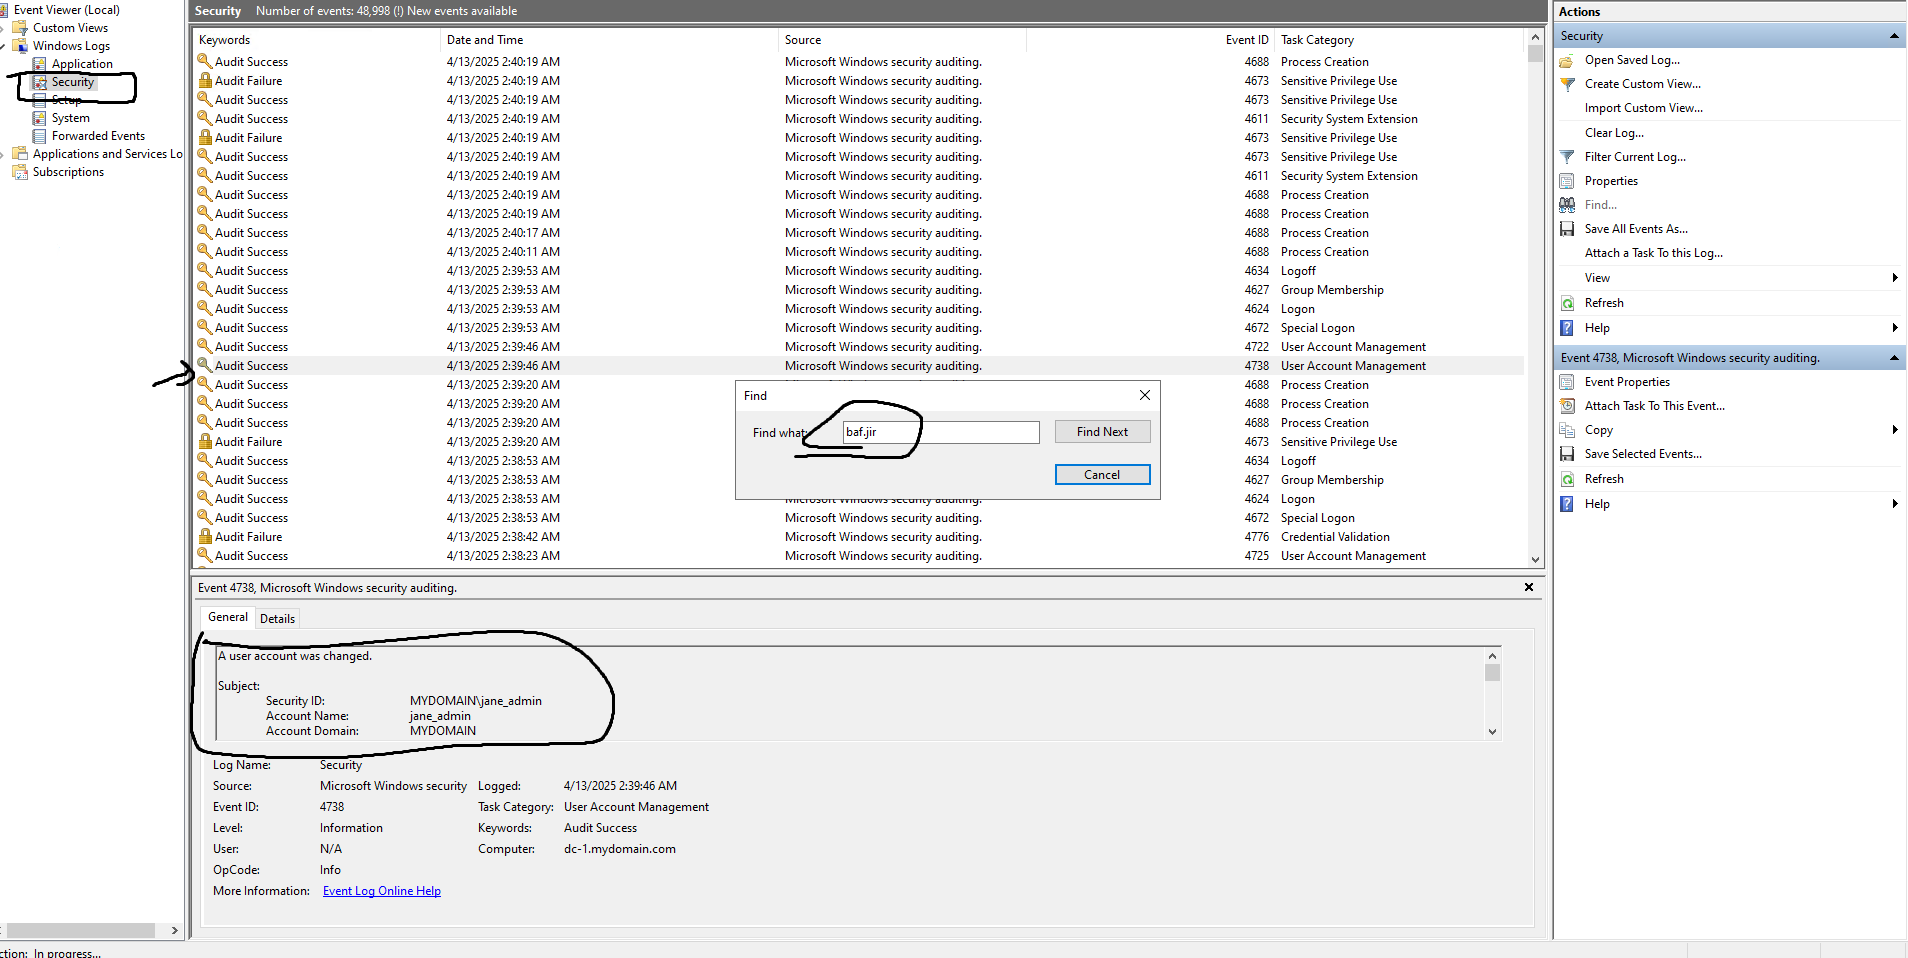 Event Viewer (Local)
Custom Views
Windows Logs
Application
Security
Setup
System
Forwarded Events
Applications and Services Lo
Subscriptions
Security Number of events: 48,998 (!) New events available
Keywords Date and Time Source Event ID Task Category
Audit Success 4/13/2025 2:40:19 AM Microsoft Windows security auditing. 4688 Process Creation
Audit Failure 4/13/2025 2:40:19 AM Microsoft Windows security auditing. 4673 Sensitive Privilege Use
Audit Success 4/13/2025 2:40:19 AM Microsoft Windows security auditing. 4673 Sensitive Privilege Use
Audit Success 4/13/2025 2:40:19 AM Microsoft Windows security auditing. 4611 Security System Extension
Audit Failure 4/13/2025 2:40:19 AM Microsoft Windows security auditing. 4673 Sensitive Privilege Use
Audit Success 4/13/2025 2:40:19 AM Microsoft Windows security auditing. 4673 Sensitive Privilege Use
Audit Success 4/13/2025 2:40:19 AM Microsoft Windows security auditing. 4611 Security System Extension
Audit Success 4/13/2025 2:40:19 AM Microsoft Windows security auditing. 4688 Process Creation
Audit Success 4/13/2025 2:40:19 AM Microsoft Windows security auditing. 4688 Process Creation
Audit Success 4/13/2025 2:40:17 AM Microsoft Windows security auditing. 4688 Process Creation
Audit Success 4/13/2025 2:40:11 AM Microsoft Windows security auditing. 4688 Process Creation
Audit Success 4/13/2025 2:39:53 AM Microsoft Windows security auditing. 4634 Logoff
Audit Success 4/13/2025 2:39:53 AM Microsoft Windows security auditing. 4627 Group Membership
Audit Success 4/13/2025 2:39:53 AM Microsoft Windows security auditing. 4624 Logon
Audit Success 4/13/2025 2:39:53 AM Microsoft Windows security auditing. 4672 Special Logon
Audit Success 4/13/2025 2:39:46 AM Microsoft Windows security auditing. 4722 User Account Management
Audit Success 4/13/2025 2:39:46 AM Microsoft Windows security auditing. 4738 User Account Management
Audit Success 4/13/2025 2:39:20 AM 4688 Process Creation
Audit Success 4/13/2025 2:39:20 AM 4688 Process Creation
Audit Success 4/13/2025 2:39:20 AM 4688 Process Creation
Audit Failure 4/13/2025 2:39:20 AM 4673 Sensitive Privilege Use
Audit Success 4/13/2025 2:38:53 AM 4634 Logoff
Audit Success 4/13/2025 2:38:53 AM 4627 Group Membership
Audit Success 4/13/2025 2:38:53 AM Microsoft Windows security auditing. 4624 Logon
Audit Success 4/13/2025 2:38:53 AM Microsoft Windows security auditing. 4672 Special Logon
Audit Failure 4/13/2025 2:38:42 AM Microsoft Windows security auditing. 4776 Credential Validation
Audit Success 4/13/2025 2:38:23 AM Microsoft Windows security auditing. 4725 User Account Management
Find
Find what: baf.jir Find Next
Cancel
Event 4738, Microsoft Windows security auditing.
General Details
A user account was changed.
Subject:
Security ID: MYDOMAIN\jane_admin
Account Name: jane_admin
Account Domain: MYDOMAIN
Log Name: Security
Source: Microsoft Windows security Logged: 4/13/2025 2:39:46 AM
Event ID: 4738 Task Category: User Account Management
Level: Information Keywords: Audit Success
User: N/A Computer: dc-1.mydomain.com
OpCode: Info
More Information: Event Log Online Help
Actions
Security
Open Saved Log...
Create Custom View...
Import Custom View...
Clear Log...
Filter Current Log...
Properties
Find...
Save All Events As...
Attach a Task To this Log...
View
Refresh
Help
Event 4738, Microsoft Windows security auditing.
Event Properties
Attach Task To This Event...
Copy
Save Selected Events...
Refresh
Help
ction: In progress...